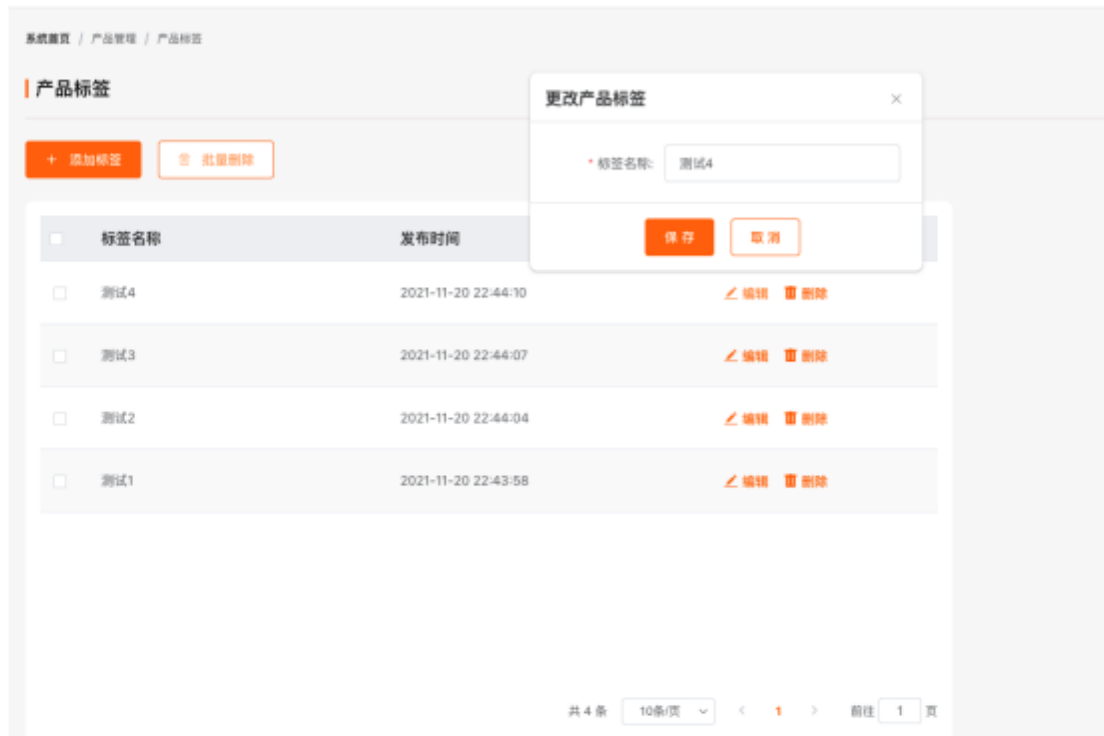 系统首页 / 产品管理 / 产品标签
产品标签
+ 添加标签 批量删除
更改产品标签 ×
* 标签名称: 测试4
保存 取消
标签名称 发布时间
测试4 2021-11-20 22:44:10 编辑 删除
测试3 2021-11-20 22:44:07 编辑 删除
测试2 2021-11-20 22:44:04 编辑 删除
测试1 2021-11-20 22:43:58 编辑 删除
共 4 条 10条/页 < 1 > 前往 1 页